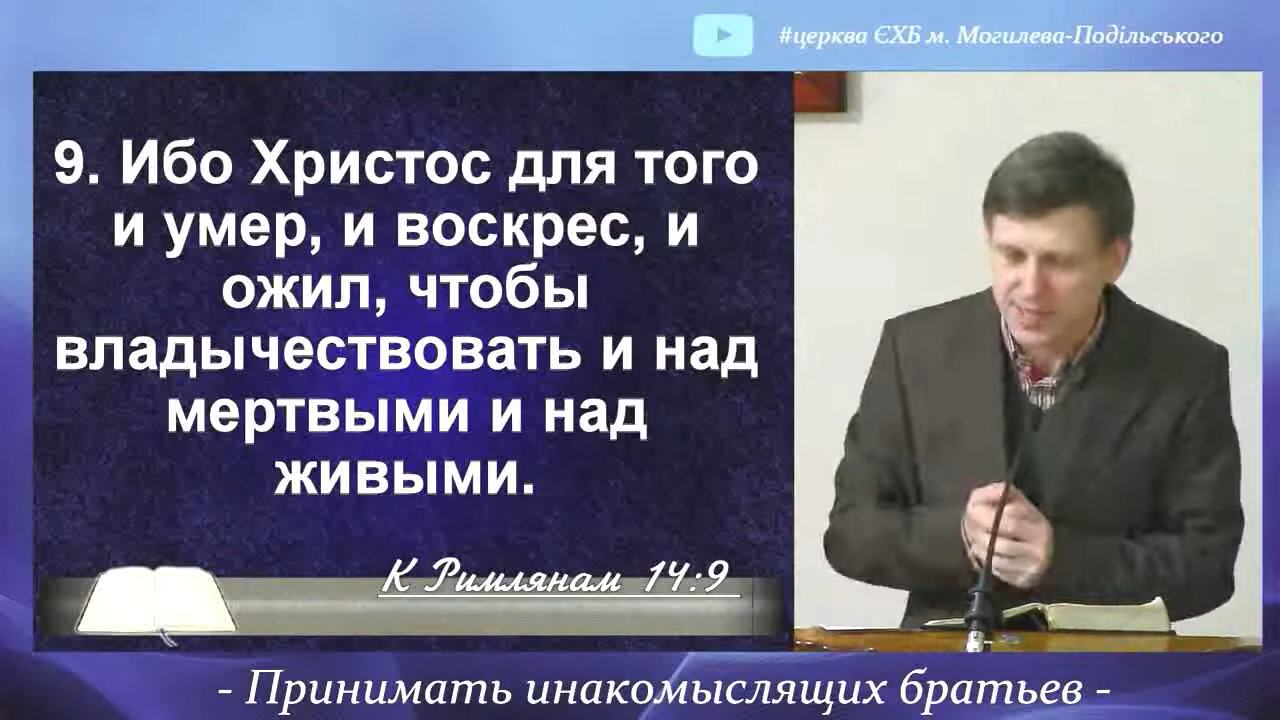 #церква ЄХБ м. Могилева-Подільського
9. Ибо Христос для того
и умер, и воскрес, и
ожил, чтобы
владычествовать и над
мертвыми и над
живыми.
К Римлянам 14:9
- Принимать инакомыслящих братьев -